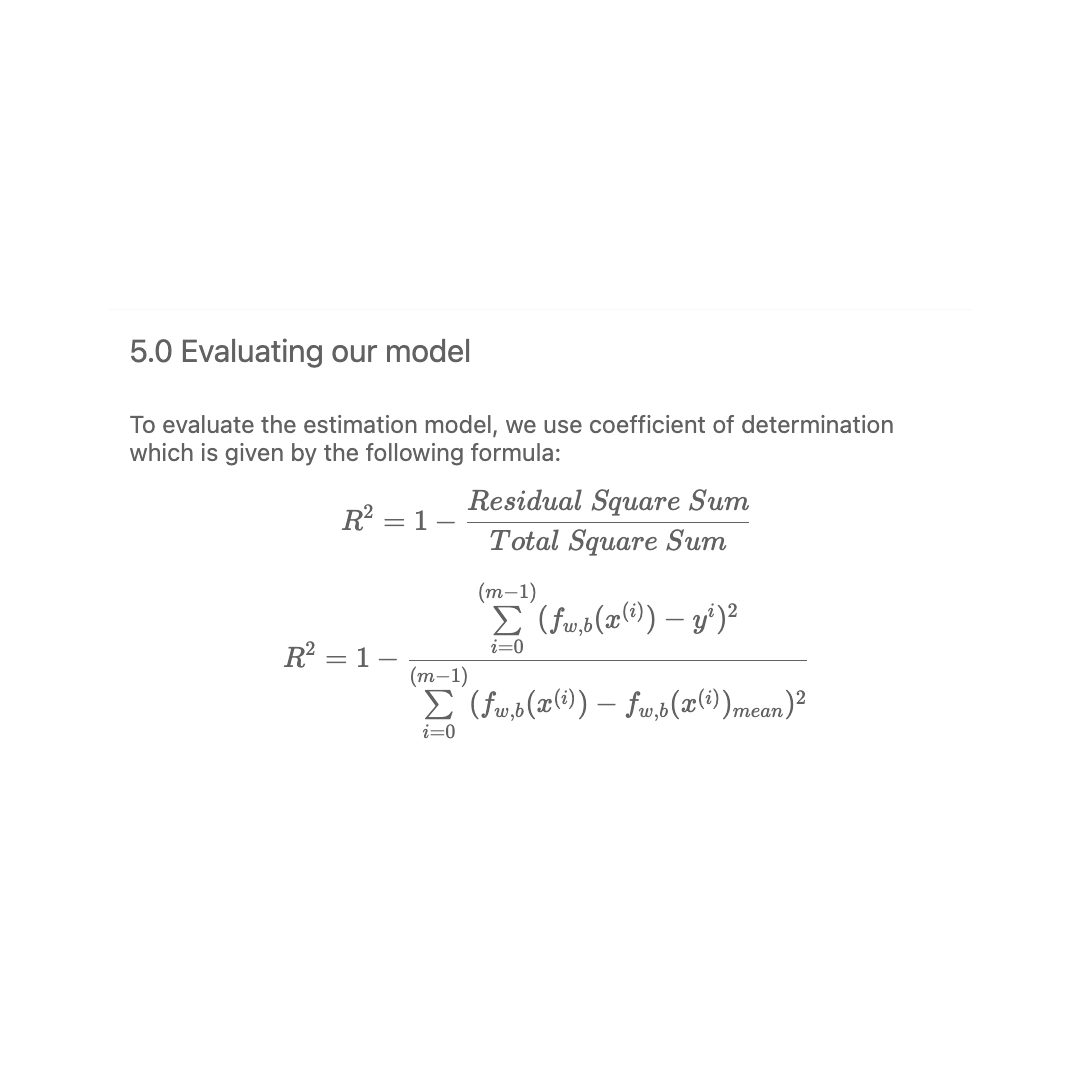 5.0 Evaluating our model
To evaluate the estimation model, we use coefficient of determination
which is given by the following formula:
R² = 1 − \frac{Residual Square Sum}{Total Square Sum}
R² = 1 − \frac{\sum_{i=0}^{(m−1)} (f_{w,b}(x^{(i)}) − y^{i})^2}{\sum_{i=0}^{(m−1)} (f_{w,b}(x^{(i)}) − f_{w,b}(x^{(i)})_{mean})^2}